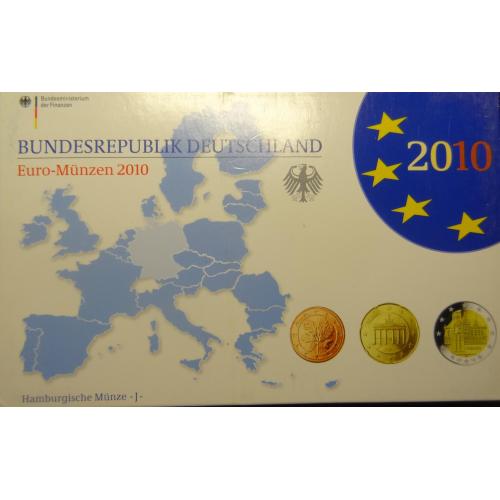 Bundesministerium
der Finanzen
BUNDESREPUBLIK DEUTSCHLAND
Euro-Münzen 2010
2010
Hamburgische Münze - J -